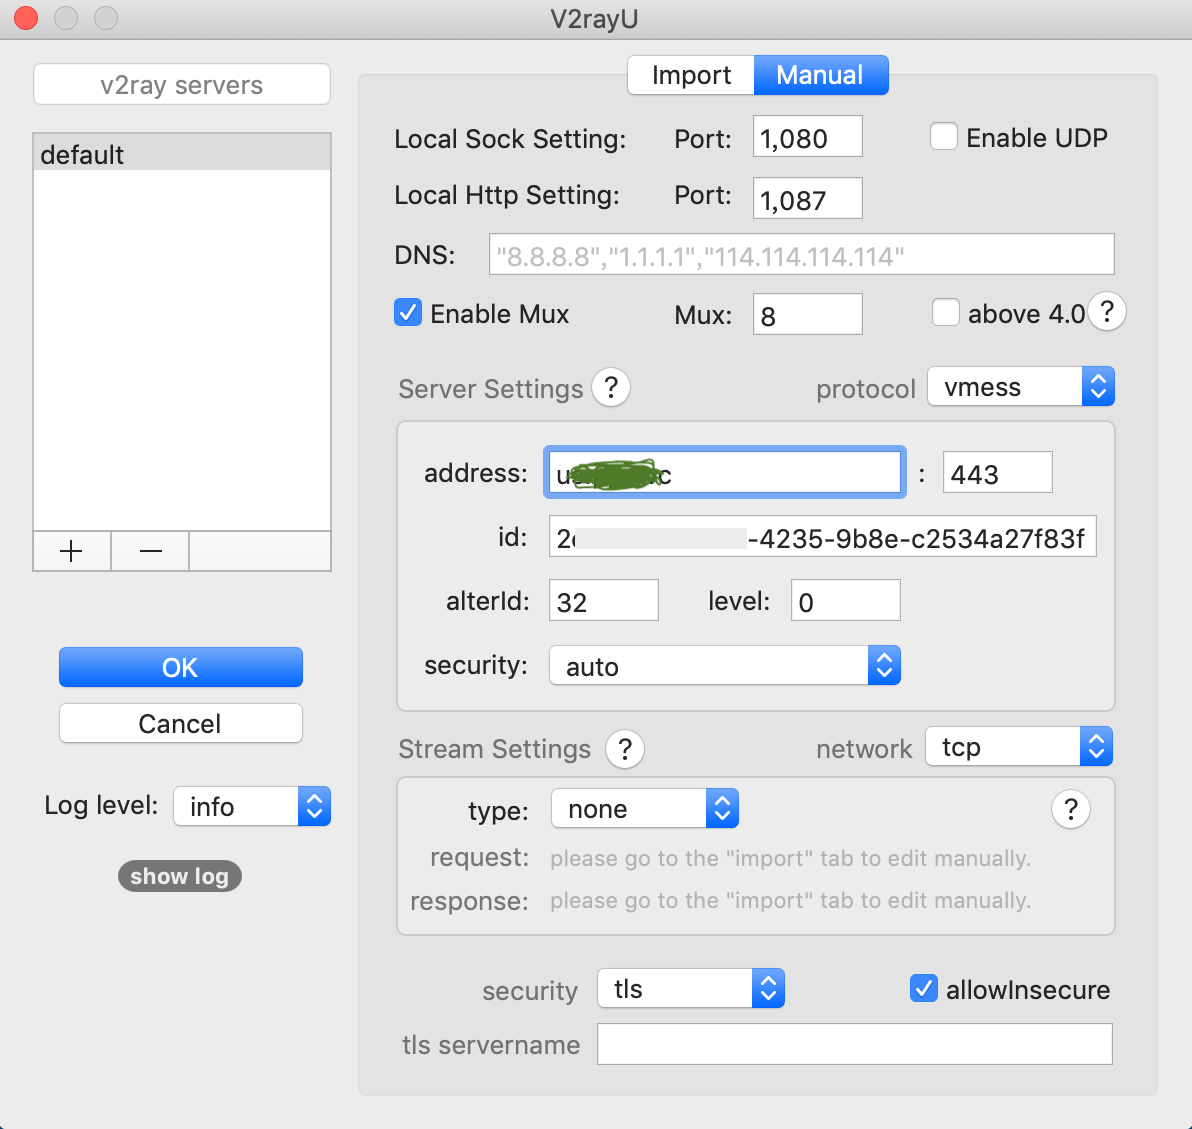 V2rayU
v2ray servers
default
OK
Cancel
Log level: info
show log
Import Manual
Local Sock Setting: Port: 1,080 Enable UDP
Local Http Setting: Port: 1,087
DNS: "8.8.8.8","1.1.1.1","114.114.114.114"
Enable Mux Mux: 8 above 4.0 ?
Server Settings ? protocol vmess
address: : 443
id: -4235-9b8e-c2534a27f83f
alterId: 32 level: 0
security: auto
Stream Settings ? network tcp
type: none ?
request: please go to the "import" tab to edit manually.
response: please go to the "import" tab to edit manually.
security tls allowInsecure
tls servername